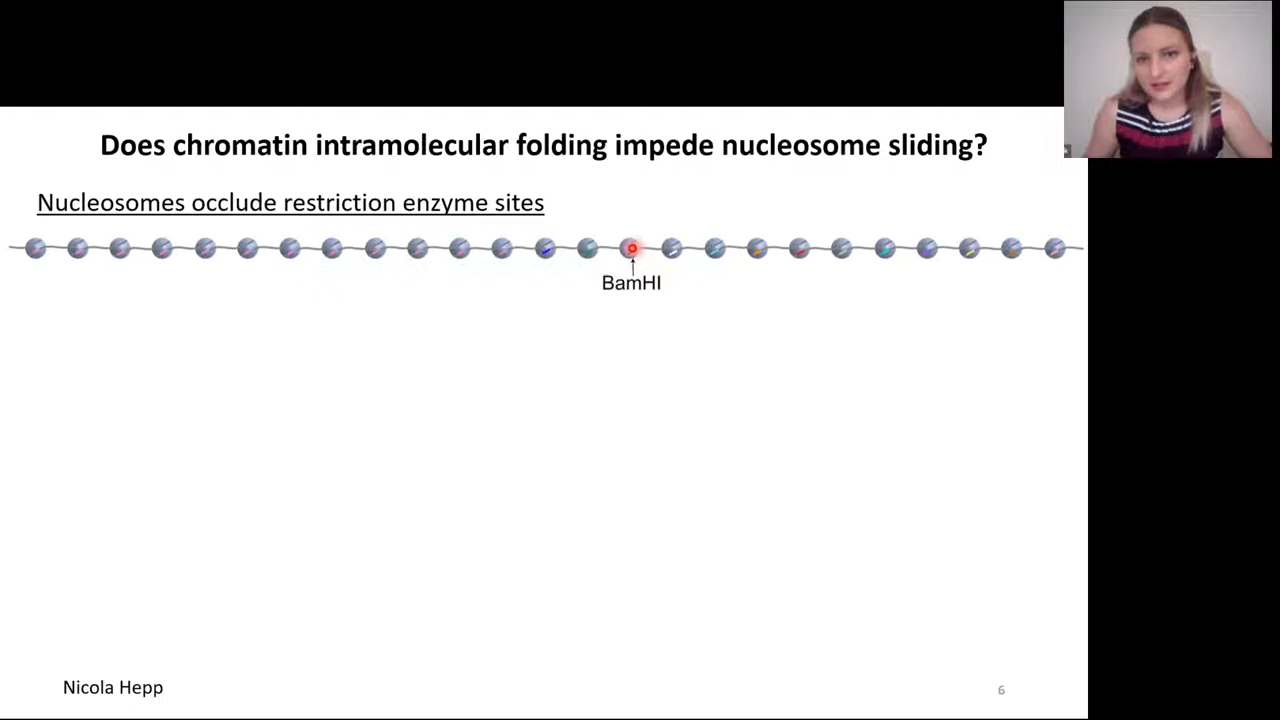 Does chromatin intramolecular folding impede nucleosome sliding?
Nucleosomes occlude restriction enzyme sites
BamHI
Nicola Hepp
6